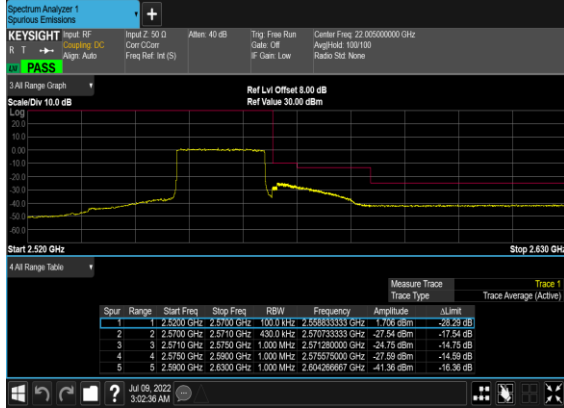 Spectrum Analyzer 1
Spurious Emissions
KEYSIGHT
R T
PASS
Input: RF
Coupling: DC
Align: Auto
Input Z: 50 Ω
Corr CCorr
Freq Ref: Int (S)
Atten: 40 dB
Trig: Free Run
Gate: Off
IF Gain: Low
Center Freq: 22.005000000 GHz
Avg|Hold: 100/100
Radio Std: None
3 All Range Graph
Scale/Div 10.0 dB
Ref Lvl Offset 8.00 dB
Ref Value 30.00 dBm
Log
20.0
10.0
0.00
-10.0
-20.0
-30.0
-40.0
-50.0
-60.0
Start 2.520 GHz
Stop 2.630 GHz
4 All Range Table
Measure Trace Trace 1
Trace Type Trace Average (Active)
Spur Range Start Freq Stop Freq RBW Frequency Amplitude ΔLimit
1 1 2.5200 GHz 2.5700 GHz 100.0 kHz 2.558833333 GHz 1.706 dBm -28.29 dB
2 2 2.5700 GHz 2.5710 GHz 430.0 kHz 2.570733333 GHz -27.54 dBm -17.54 dB
3 3 2.5710 GHz 2.5750 GHz 1.000 MHz 2.571280000 GHz -24.75 dBm -14.75 dB
4 4 2.5750 GHz 2.5900 GHz 1.000 MHz 2.575575000 GHz -27.59 dBm -14.59 dB
5 5 2.5900 GHz 2.6300 GHz 1.000 MHz 2.604266667 GHz -41.36 dBm -16.36 dB
Jul 09, 2022
3:02:36 AM